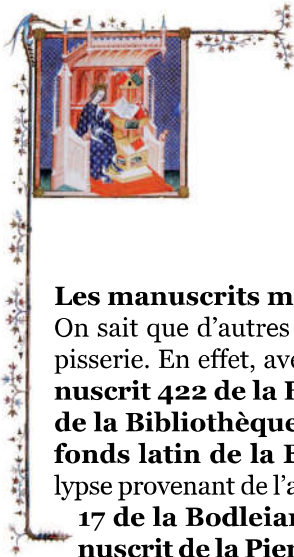 Les manuscrits m
On sait que d’autres
pisserie. En effet, ave
nuscrit 422 de la
de la Bibliothèque
fonds latin de la
lypse provenant de l’a
17 de la Bodleian
nuscrit de la Pier